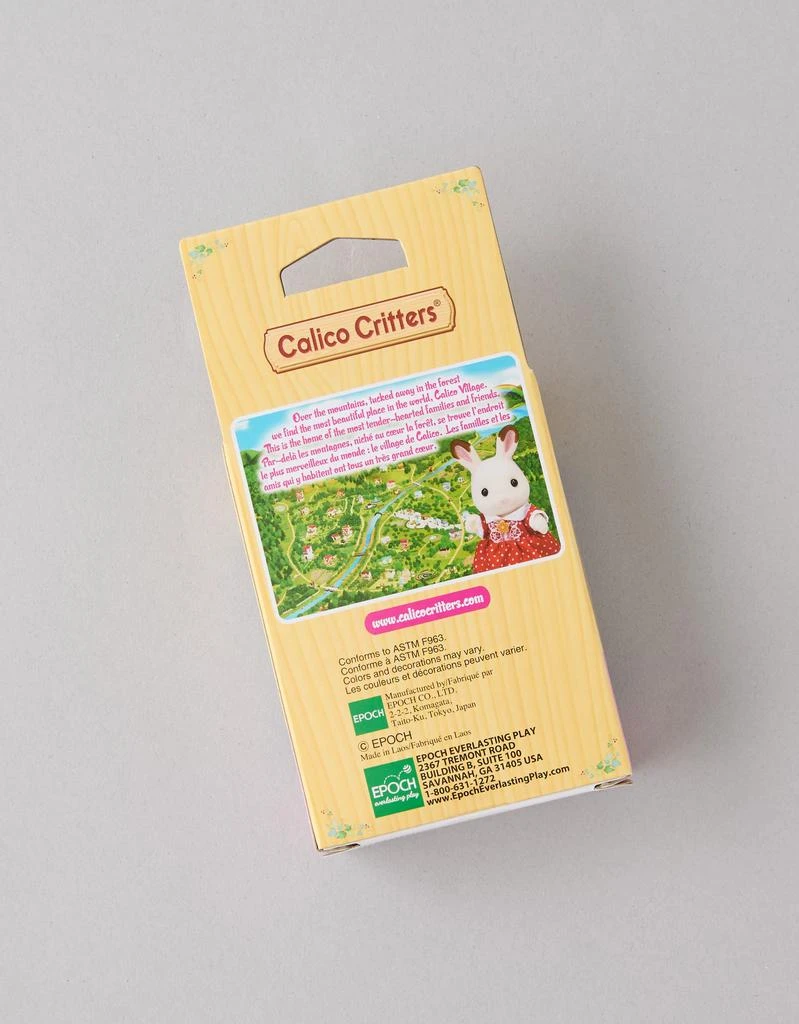 Calico Critters®
Over the mountains, tucked away in the forest
we find the most beautiful place in the world, Calico Village.
This is the home of the most tender-hearted families and friends.
Par-delà les montagnes, niché au cœur la forêt, se trouve l'endroit
le plus merveilleux du monde : le village de Calico. Les familles et les
amis qui y habitent ont tous un très grand cœur.
www.calicocritters.com
Conforms to ASTM F963.
Conforme à ASTM F963.
Colors and decorations may vary.
Les couleurs et décorations peuvent varier.
EPOCH
Manufactured by/Fabriqué par
EPOCH CO., LTD.
2-2-2, Komagata,
Taito-Ku, Tokyo, Japan
© EPOCH
Made in Laos/Fabriqué en Laos
EPOCH
everlasting play
EPOCH EVERLASTING PLAY
2367 TREMONT ROAD
BUILDING B, SUITE 100
SAVANNAH, GA 31405 USA
1-800-631-1272
www.EpochEverlastingPlay.com